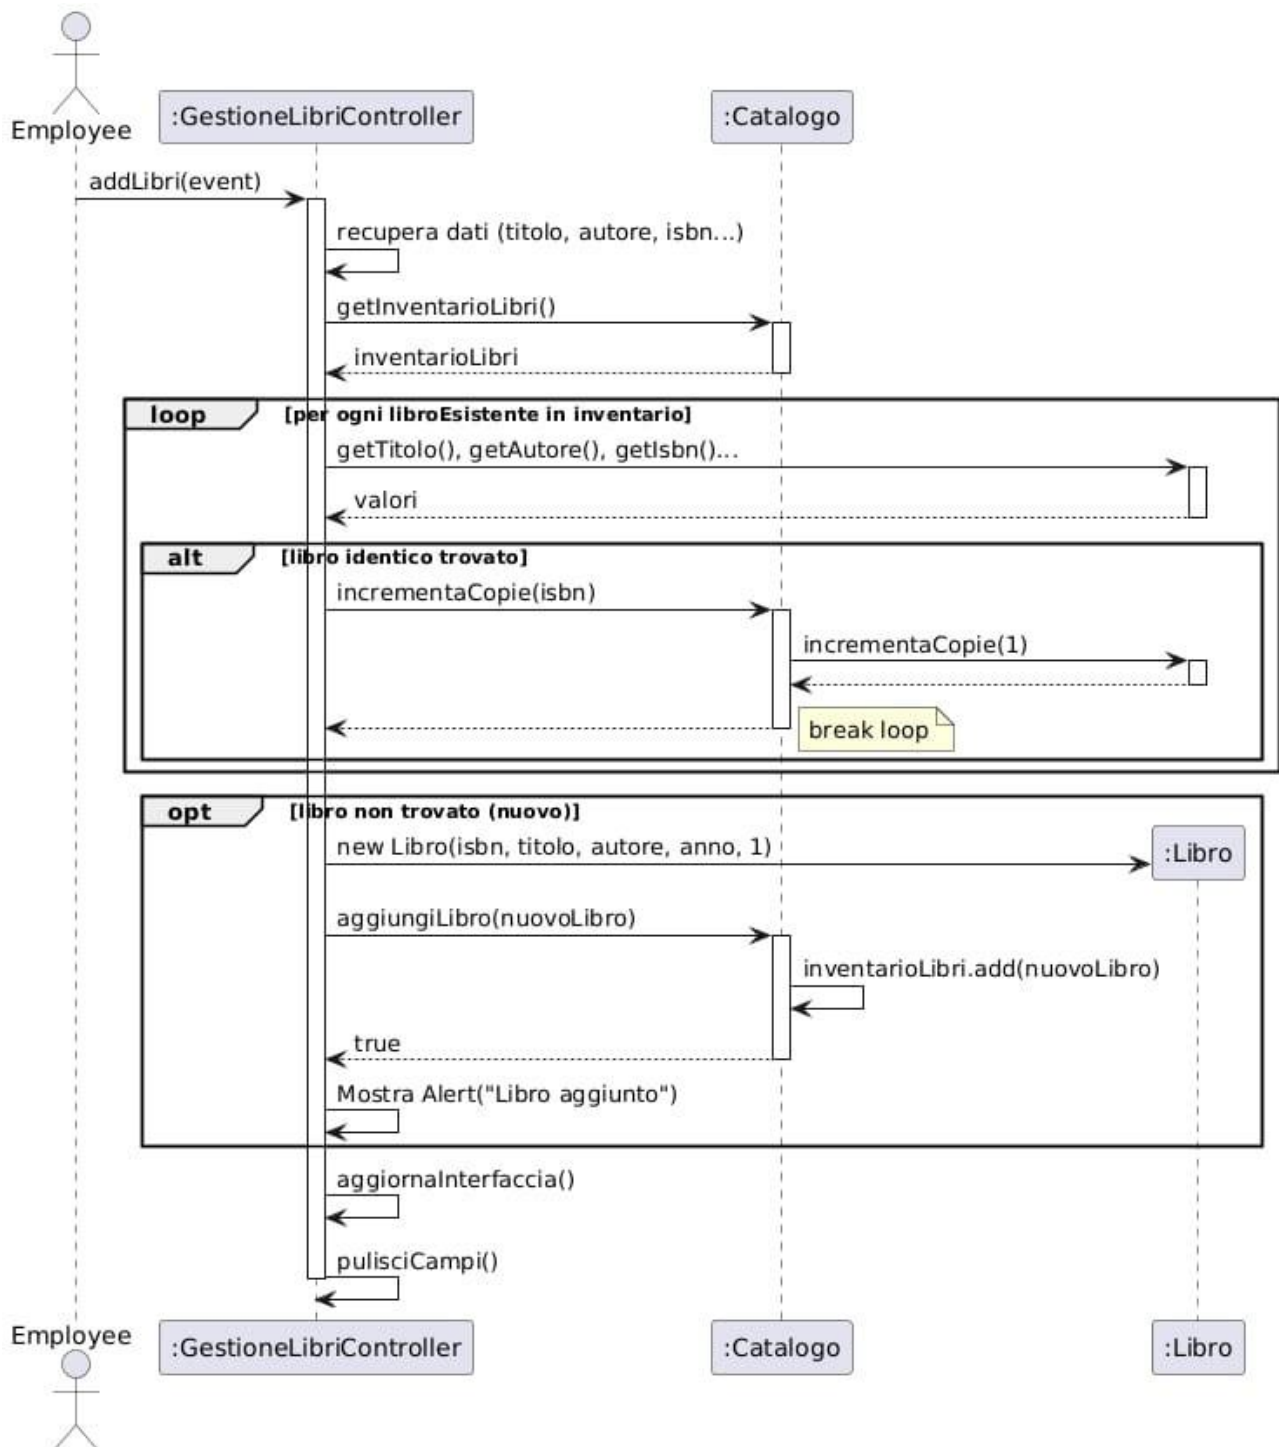 Employee
:GestioneLibriController
:Catalogo
addLibri(event)
recupera dati (titolo, autore, isbn...)
getInventarioLibri()
inventarioLibri
loop
[per ogni libroEsistente in inventario]
getTitolo(), getAutore(), getIsbn()...
valori
alt
[libro identico trovato]
incrementaCopie(isbn)
incrementaCopie(1)
break loop
opt
[libro non trovato (nuovo)]
new Libro(isbn, titolo, autore, anno, 1)
:Libro
aggiungiLibro(nuovoLibro)
inventarioLibri.add(nuovoLibro)
true
Mostra Alert("Libro aggiunto")
aggiornaInterfaccia()
pulisciCampi()
Employee
:GestioneLibriController
:Catalogo
:Libro